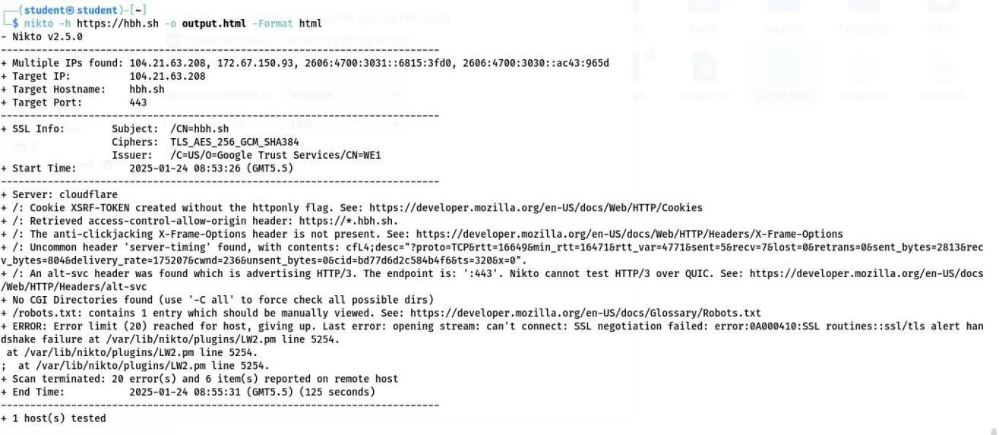 (student㉿student)-[~]
$ nikto -h https://hbh.sh -o output.html -Format html
- Nikto v2.5.0
---------------------------------------------------------------------------
+ Multiple IPs found: 104.21.63.208, 172.67.150.93, 2606:4700:3031::6815:3fd0, 2606:4700:3030::ac43:965d
+ Target IP:          104.21.63.208
+ Target Hostname:    hbh.sh
+ Target Port:        443
---------------------------------------------------------------------------
+ SSL Info:        Subject:  /CN=hbh.sh
                   Ciphers:  TLS_AES_256_GCM_SHA384
                   Issuer:   /C=US/O=Google Trust Services/CN=WE1
+ Start Time:         2025-01-24 08:53:26 (GMT5.5)
---------------------------------------------------------------------------
+ Server: cloudflare
+ /: Cookie XSRF-TOKEN created without the httponly flag. See: https://developer.mozilla.org/en-US/docs/Web/HTTP/Cookies
+ /: Retrieved access-control-allow-origin header: https://*.hbh.sh.
+ /: The anti-clickjacking X-Frame-Options header is not present. See: https://developer.mozilla.org/en-US/docs/Web/HTTP/Headers/X-Frame-Options
+ /: Uncommon header 'server-timing' found, with contents: cfL4;desc="?proto=TCP&rtt=16649&min_rtt=16471&rtt_var=4771&sent=5&recv=7&lost=0&retrans=0&sent_bytes=2813&rec
v_bytes=804&delivery_rate=175207&cwnd=236&unsent_bytes=0&cid=bd77d6d2c584b4f6&ts=320&x=0".
+ /: An alt-svc header was found which is advertising HTTP/3. The endpoint is: ':443'. Nikto cannot test HTTP/3 over QUIC. See: https://developer.mozilla.org/en-US/docs
/Web/HTTP/Headers/alt-svc
+ No CGI Directories found (use '-C all' to force check all possible dirs)
+ /robots.txt: contains 1 entry which should be manually viewed. See: https://developer.mozilla.org/en-US/docs/Glossary/Robots.txt
+ ERROR: Error limit (20) reached for host, giving up. Last error: opening stream: can't connect: SSL negotiation failed: error:0A000410:SSL routines::ssl/tls alert han
dshake failure at /var/lib/nikto/plugins/LW2.pm line 5254.
 at /var/lib/nikto/plugins/LW2.pm line 5254.
;  at /var/lib/nikto/plugins/LW2.pm line 5254.
+ Scan terminated: 20 error(s) and 6 item(s) reported on remote host
+ End Time:           2025-01-24 08:55:31 (GMT5.5) (125 seconds)
---------------------------------------------------------------------------
+ 1 host(s) tested